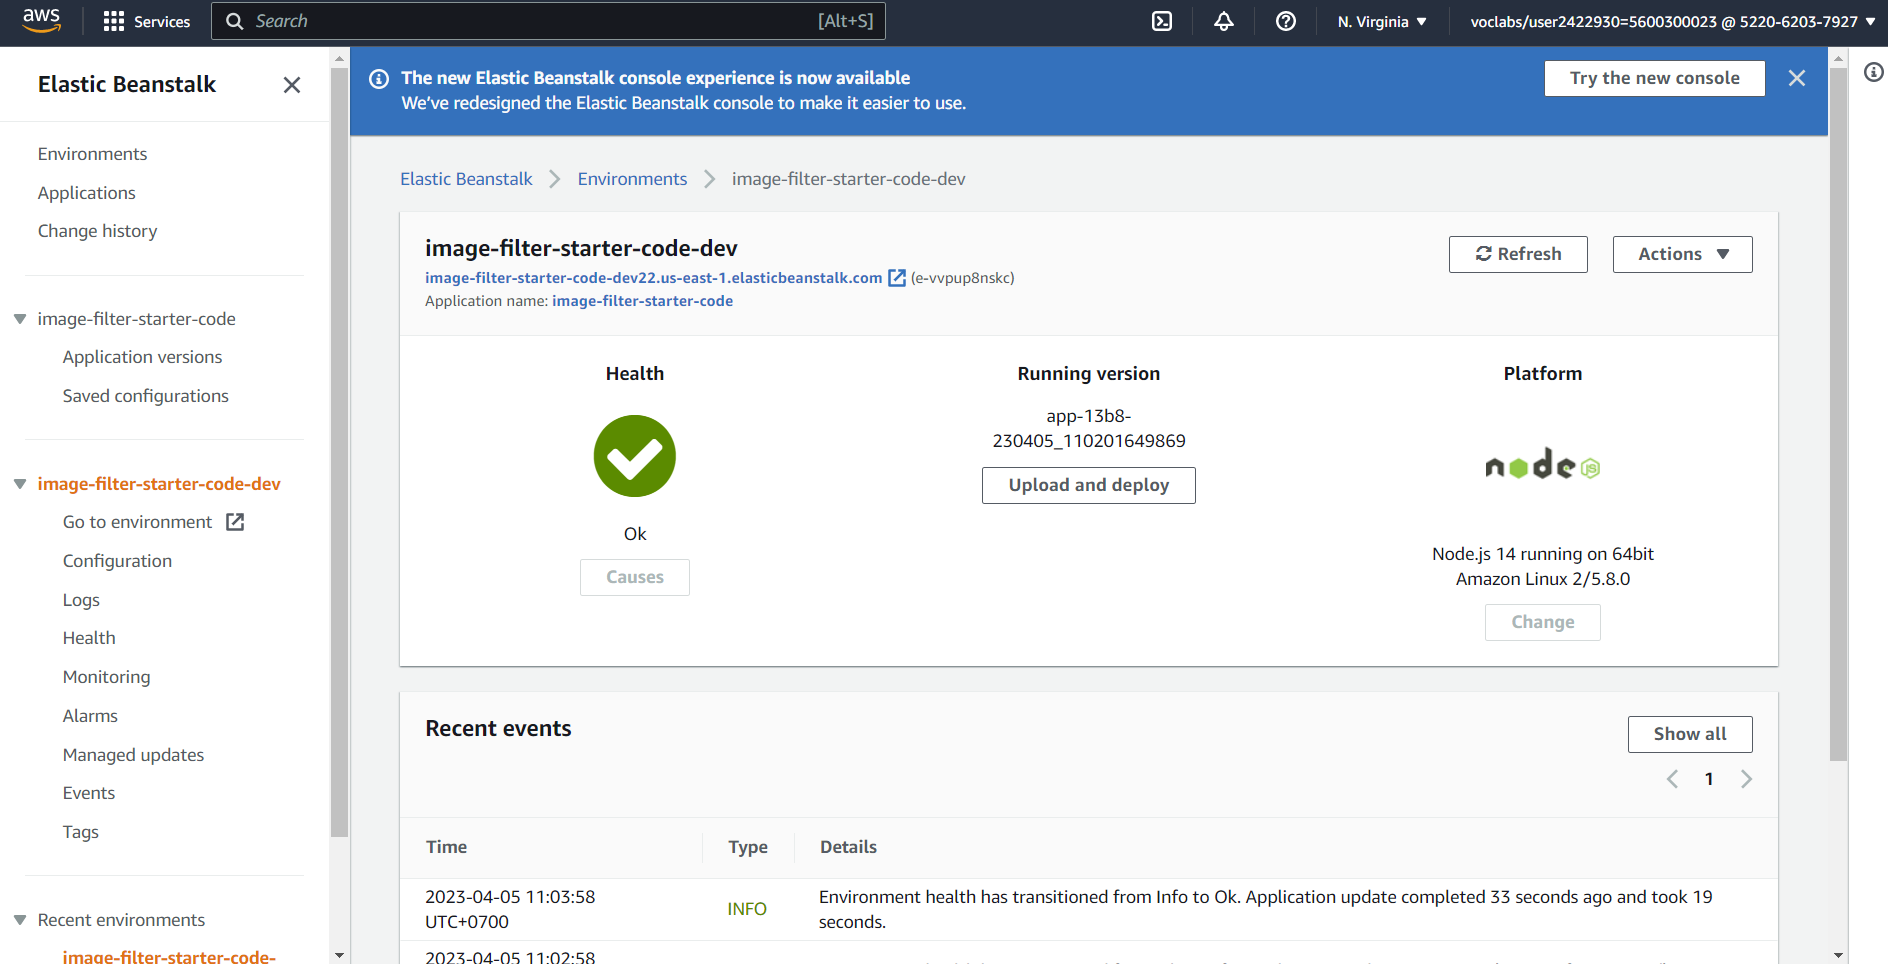 aws
Services
Search
[Alt+S]
N. Virginia
voclabs/user2422930=5600300023 @ 5220-6203-7927
Elastic Beanstalk
Environments
Applications
Change history
image-filter-starter-code
Application versions
Saved configurations
image-filter-starter-code-dev
Go to environment
Configuration
Logs
Health
Monitoring
Alarms
Managed updates
Events
Tags
Recent environments
image-filter-starter-code-
The new Elastic Beanstalk console experience is now available
We've redesigned the Elastic Beanstalk console to make it easier to use.
Try the new console
Elastic Beanstalk
Environments
image-filter-starter-code-dev
image-filter-starter-code-dev
image-filter-starter-code-dev22.us-east-1.elasticbeanstalk.com (e-vvpup8nskc)
Application name: image-filter-starter-code
Refresh
Actions
Health
Ok
Causes
Running version
app-13b8-
230405_110201649869
Upload and deploy
Platform
node JS
Node.js 14 running on 64bit
Amazon Linux 2/5.8.0
Change
Recent events
Show all
1
Time
Type
Details
2023-04-05 11:03:58
UTC+0700
INFO
Environment health has transitioned from Info to Ok. Application update completed 33 seconds ago and took 19
seconds.
2023-04-05 11:02:58